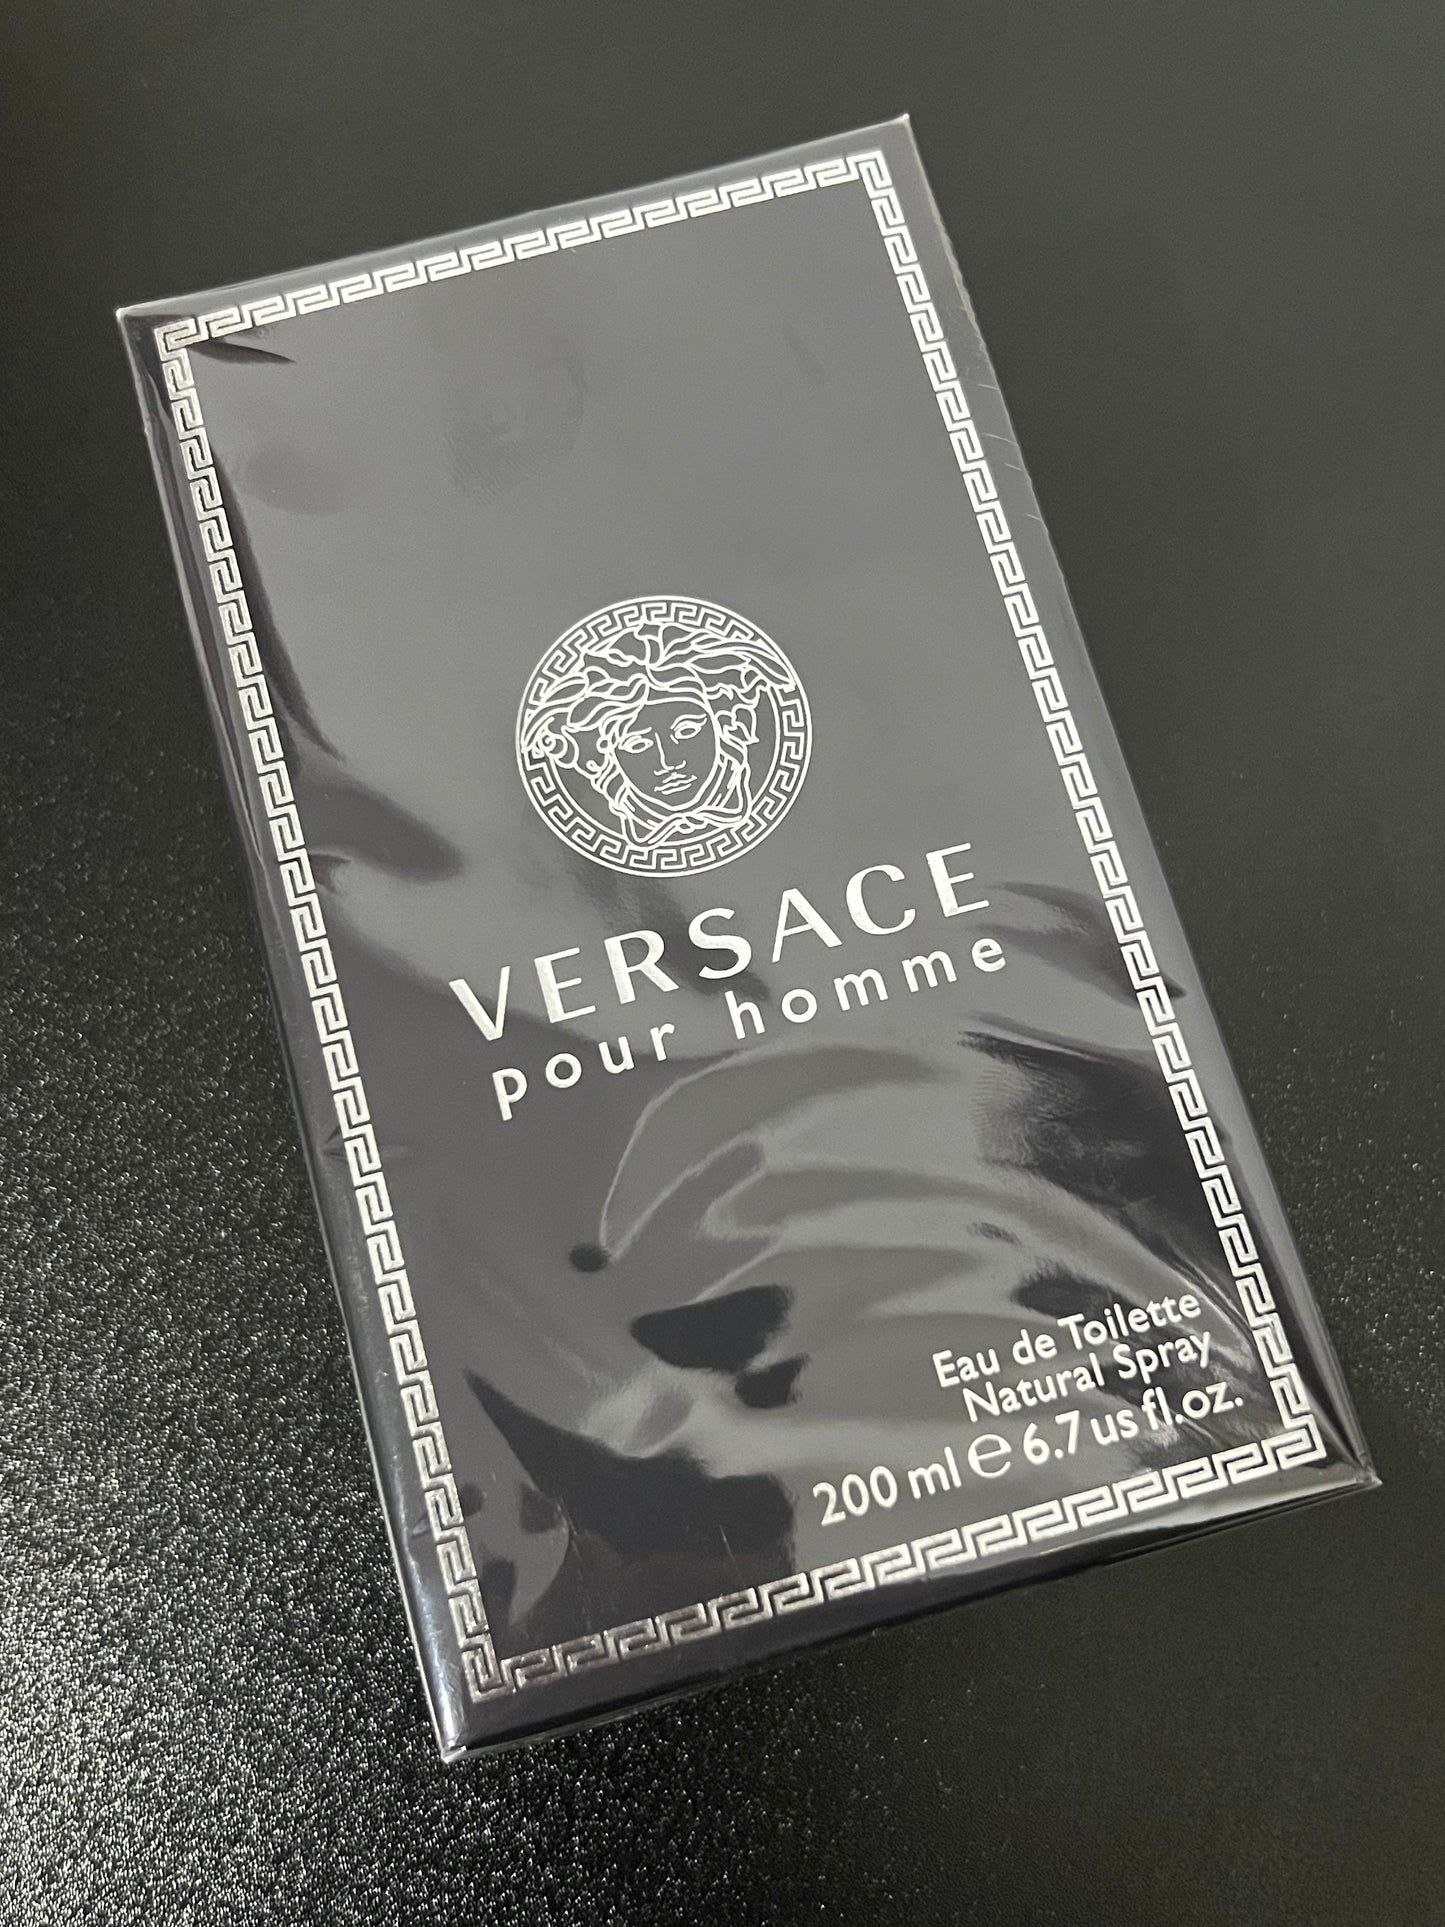 VERSACE
pour homme
Eau de Toilette
Natural Spray
200 ml ℮ 6.7 us fl.oz.